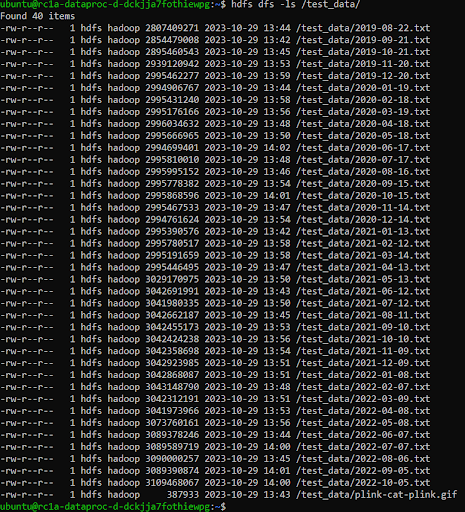 ubuntu@rc1a-dataproc-d-dckjja7fothiewpg:~$ hdfs dfs -ls /test_data/
Found 40 items
-rw-r--r-- 1 hdfs hadoop 2807409271 2023-10-29 13:44 /test_data/2019-08-22.txt
-rw-r--r-- 1 hdfs hadoop 2854479008 2023-10-29 13:42 /test_data/2019-09-21.txt
-rw-r--r-- 1 hdfs hadoop 2895460543 2023-10-29 13:45 /test_data/2019-10-21.txt
-rw-r--r-- 1 hdfs hadoop 2939120942 2023-10-29 13:53 /test_data/2019-11-20.txt
-rw-r--r-- 1 hdfs hadoop 2995462277 2023-10-29 13:59 /test_data/2019-12-20.txt
-rw-r--r-- 1 hdfs hadoop 2994906767 2023-10-29 13:44 /test_data/2020-01-19.txt
-rw-r--r-- 1 hdfs hadoop 2995431240 2023-10-29 13:58 /test_data/2020-02-18.txt
-rw-r--r-- 1 hdfs hadoop 2995176166 2023-10-29 13:56 /test_data/2020-03-19.txt
-rw-r--r-- 1 hdfs hadoop 2996034632 2023-10-29 13:48 /test_data/2020-04-18.txt
-rw-r--r-- 1 hdfs hadoop 2995666965 2023-10-29 13:50 /test_data/2020-05-18.txt
-rw-r--r-- 1 hdfs hadoop 2994699401 2023-10-29 14:02 /test_data/2020-06-17.txt
-rw-r--r-- 1 hdfs hadoop 2995810010 2023-10-29 13:48 /test_data/2020-07-17.txt
-rw-r--r-- 1 hdfs hadoop 2995995152 2023-10-29 13:46 /test_data/2020-08-16.txt
-rw-r--r-- 1 hdfs hadoop 2995778382 2023-10-29 13:54 /test_data/2020-09-15.txt
-rw-r--r-- 1 hdfs hadoop 2995868596 2023-10-29 14:01 /test_data/2020-10-15.txt
-rw-r--r-- 1 hdfs hadoop 2995467533 2023-10-29 13:47 /test_data/2020-11-14.txt
-rw-r--r-- 1 hdfs hadoop 2994761624 2023-10-29 13:54 /test_data/2020-12-14.txt
-rw-r--r-- 1 hdfs hadoop 2995390576 2023-10-29 13:42 /test_data/2021-01-13.txt
-rw-r--r-- 1 hdfs hadoop 2995780517 2023-10-29 13:58 /test_data/2021-02-12.txt
-rw-r--r-- 1 hdfs hadoop 2995191659 2023-10-29 13:58 /test_data/2021-03-14.txt
-rw-r--r-- 1 hdfs hadoop 2995446495 2023-10-29 13:47 /test_data/2021-04-13.txt
-rw-r--r-- 1 hdfs hadoop 3029170975 2023-10-29 13:50 /test_data/2021-05-13.txt
-rw-r--r-- 1 hdfs hadoop 3042691991 2023-10-29 13:43 /test_data/2021-06-12.txt
-rw-r--r-- 1 hdfs hadoop 3041980335 2023-10-29 13:50 /test_data/2021-07-12.txt
-rw-r--r-- 1 hdfs hadoop 3042662187 2023-10-29 13:45 /test_data/2021-08-11.txt
-rw-r--r-- 1 hdfs hadoop 3042455173 2023-10-29 13:53 /test_data/2021-09-10.txt
-rw-r--r-- 1 hdfs hadoop 3042424238 2023-10-29 13:56 /test_data/2021-10-10.txt
-rw-r--r-- 1 hdfs hadoop 3042358698 2023-10-29 13:54 /test_data/2021-11-09.txt
-rw-r--r-- 1 hdfs hadoop 3042923985 2023-10-29 13:51 /test_data/2021-12-09.txt
-rw-r--r-- 1 hdfs hadoop 3042868087 2023-10-29 13:51 /test_data/2022-01-08.txt
-rw-r--r-- 1 hdfs hadoop 3043148790 2023-10-29 13:48 /test_data/2022-02-07.txt
-rw-r--r-- 1 hdfs hadoop 3042312191 2023-10-29 13:51 /test_data/2022-03-09.txt
-rw-r--r-- 1 hdfs hadoop 3041973966 2023-10-29 13:53 /test_data/2022-04-08.txt
-rw-r--r-- 1 hdfs hadoop 3073760161 2023-10-29 13:56 /test_data/2022-05-08.txt
-rw-r--r-- 1 hdfs hadoop 3089378246 2023-10-29 13:44 /test_data/2022-06-07.txt
-rw-r--r-- 1 hdfs hadoop 3089589719 2023-10-29 14:00 /test_data/2022-07-07.txt
-rw-r--r-- 1 hdfs hadoop 3090000257 2023-10-29 13:45 /test_data/2022-08-06.txt
-rw-r--r-- 1 hdfs hadoop 3089390874 2023-10-29 14:01 /test_data/2022-09-05.txt
-rw-r--r-- 1 hdfs hadoop 3109468067 2023-10-29 14:00 /test_data/2022-10-05.txt
-rw-r--r-- 1 hdfs hadoop 387933 2023-10-29 13:43 /test_data/plink-cat-plink.gif
ubuntu@rc1a-dataproc-d-dckjja7fothiewpg:~$